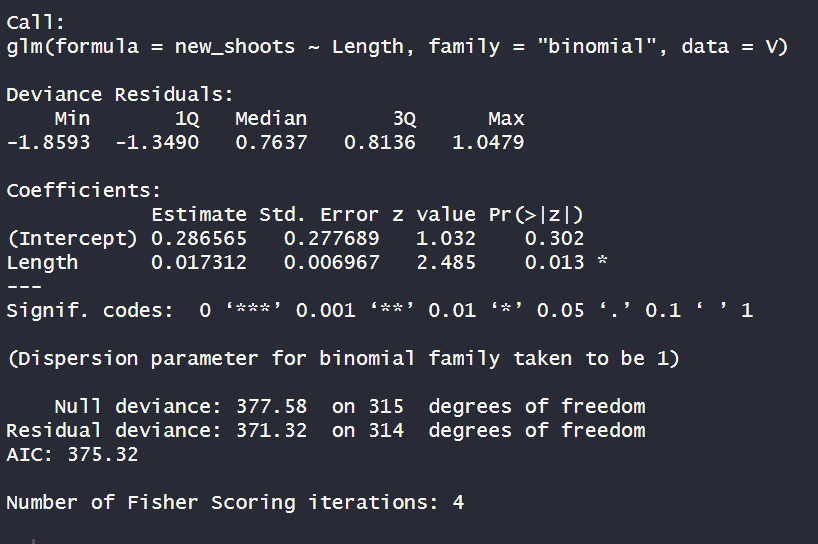 Call:
glm(formula = new_shoots ~ Length, family = "binomial", data = V)
Deviance Residuals:
    Min       1Q   Median       3Q      Max
-1.8593  -1.3490   0.7637   0.8136   1.0479
Coefficients:
            Estimate Std. Error z value Pr(>|z|)
(Intercept) 0.286565   0.277689   1.032    0.302
Length      0.017312   0.006967   2.485    0.013 *
---
Signif. codes:  0 ‘***’ 0.001 ‘**’ 0.01 ‘*’ 0.05 ‘.’ 0.1 ‘ ’ 1
(Dispersion parameter for binomial family taken to be 1)
    Null deviance: 377.58  on 315  degrees of freedom
Residual deviance: 371.32  on 314  degrees of freedom
AIC: 375.32
Number of Fisher Scoring iterations: 4